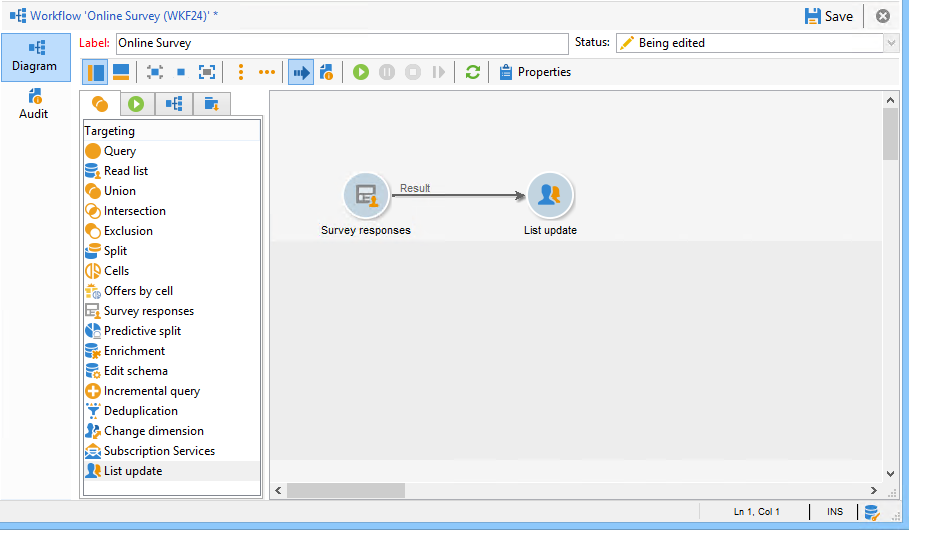 Workflow 'Online Survey (WKF24)' *
Save
Diagram
Audit
Label: Online Survey
Status: Being edited
Properties
Targeting
Query
Read list
Union
Intersection
Exclusion
Split
Cells
Offers by cell
Survey responses
Predictive split
Enrichment
Edit schema
Incremental query
Deduplication
Change dimension
Subscription Services
List update
Result
Survey responses
List update
Ln 1, Col 1
INS